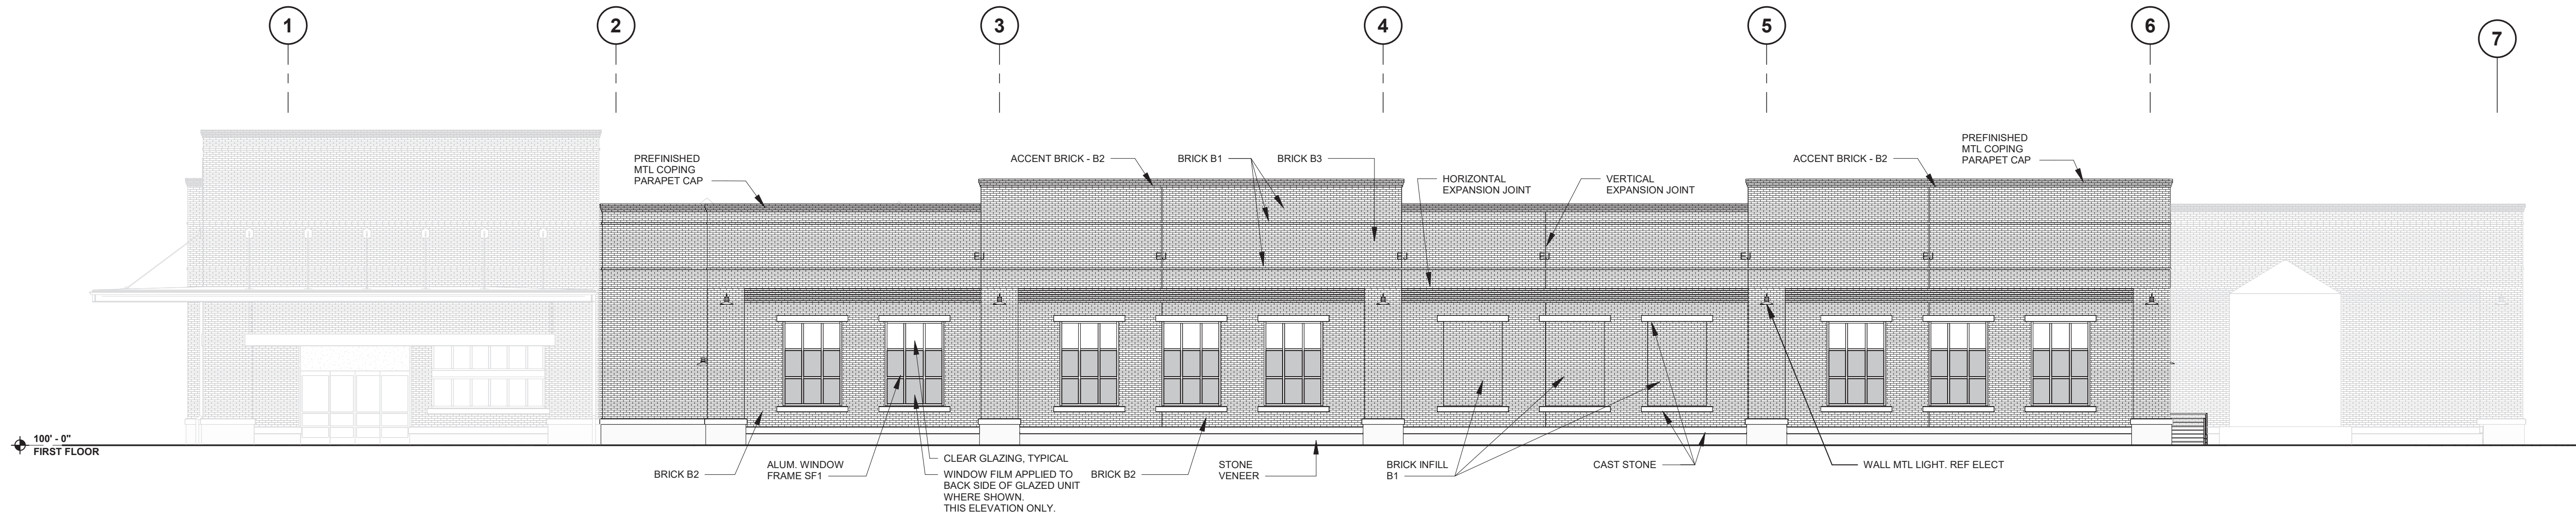 1
2
3
4
5
6
7
PREFINISHED
MTL COPING
PARAPET CAP
ACCENT BRICK - B2
BRICK B1
BRICK B3
HORIZONTAL
EXPANSION JOINT
VERTICAL
EXPANSION JOINT
ACCENT BRICK - B2
PREFINISHED
MTL COPING
PARAPET CAP
EJ
EJ
EJ
EJ
EJ
EJ
100' - 0"
FIRST FLOOR
BRICK B2
ALUM. WINDOW
FRAME SF1
CLEAR GLAZING, TYPICAL
WINDOW FILM APPLIED TO
BACK SIDE OF GLAZED UNIT
WHERE SHOWN.
THIS ELEVATION ONLY.
BRICK B2
STONE
VENEER
BRICK INFILL
B1
CAST STONE
WALL MTL LIGHT. REF ELECT